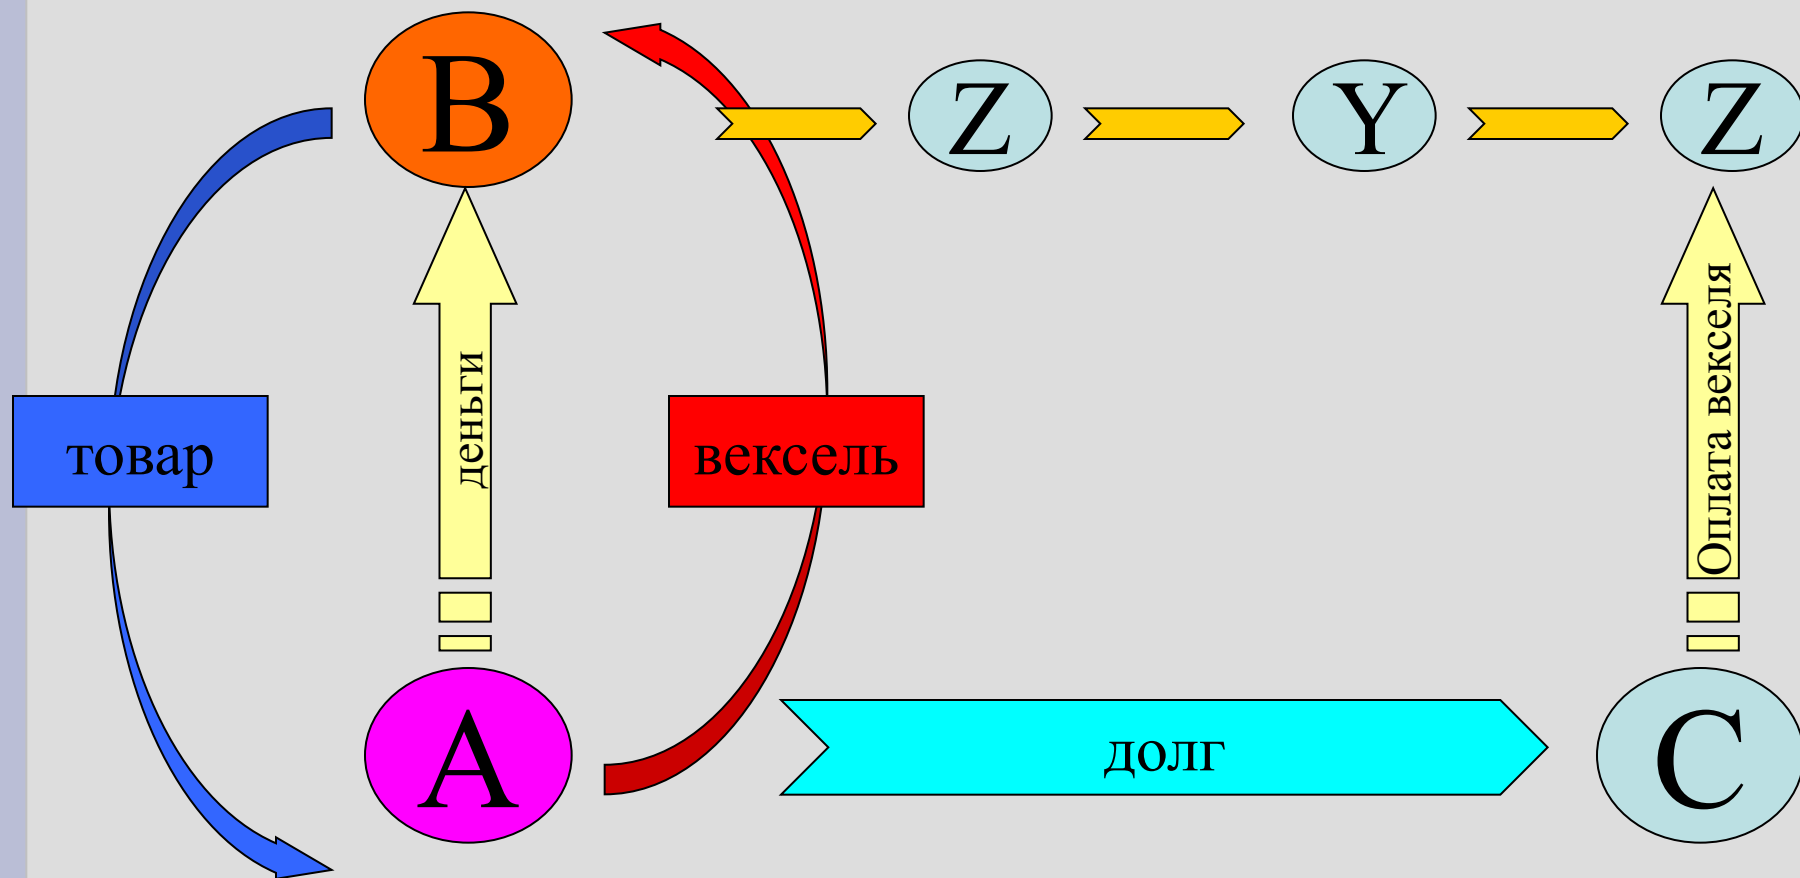 В
Z
Y
Z
деньги
Оплата векселя
товар
вексель
А
долг
С